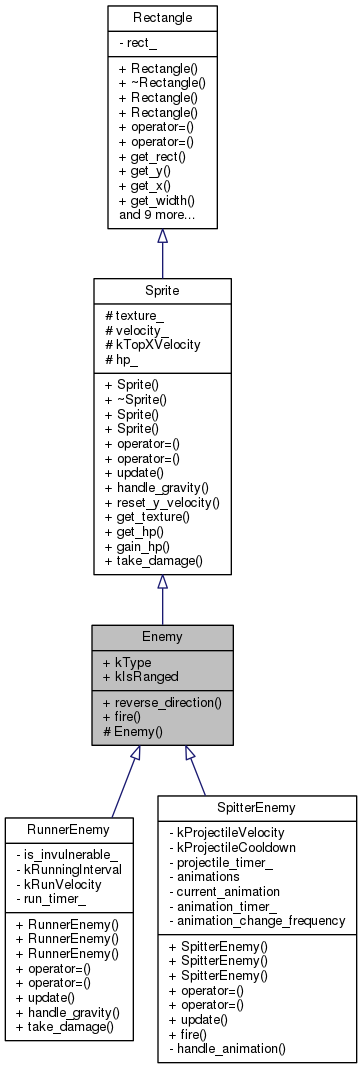 Rectangle
- rect_
+ Rectangle()
+ ~Rectangle()
+ Rectangle()
+ Rectangle()
+ operator=()
+ operator=()
+ get_rect()
+ get_y()
+ get_x()
+ get_width()
and 9 more...
Sprite
# texture_
# velocity_
# kTopXVelocity
# hp_
+ Sprite()
+ ~Sprite()
+ Sprite()
+ Sprite()
+ operator=()
+ operator=()
+ update()
+ handle_gravity()
+ reset_y_velocity()
+ get_texture()
+ get_hp()
+ gain_hp()
+ take_damage()
Enemy
+ kType
+ kIsRanged
+ reverse_direction()
+ fire()
# Enemy()
RunnerEnemy
- is_invulnerable_
- kRunningInterval
- kRunVelocity
- run_timer_
+ RunnerEnemy()
+ RunnerEnemy()
+ RunnerEnemy()
+ operator=()
+ operator=()
+ update()
+ handle_gravity()
+ take_damage()
SpitterEnemy
- kProjectileVelocity
- kProjectileCooldown
- projectile_timer_
- animations
- current_animation
- animation_timer_
- animation_change_frequency
+ SpitterEnemy()
+ SpitterEnemy()
+ SpitterEnemy()
+ operator=()
+ operator=()
+ update()
+ fire()
- handle_animation()